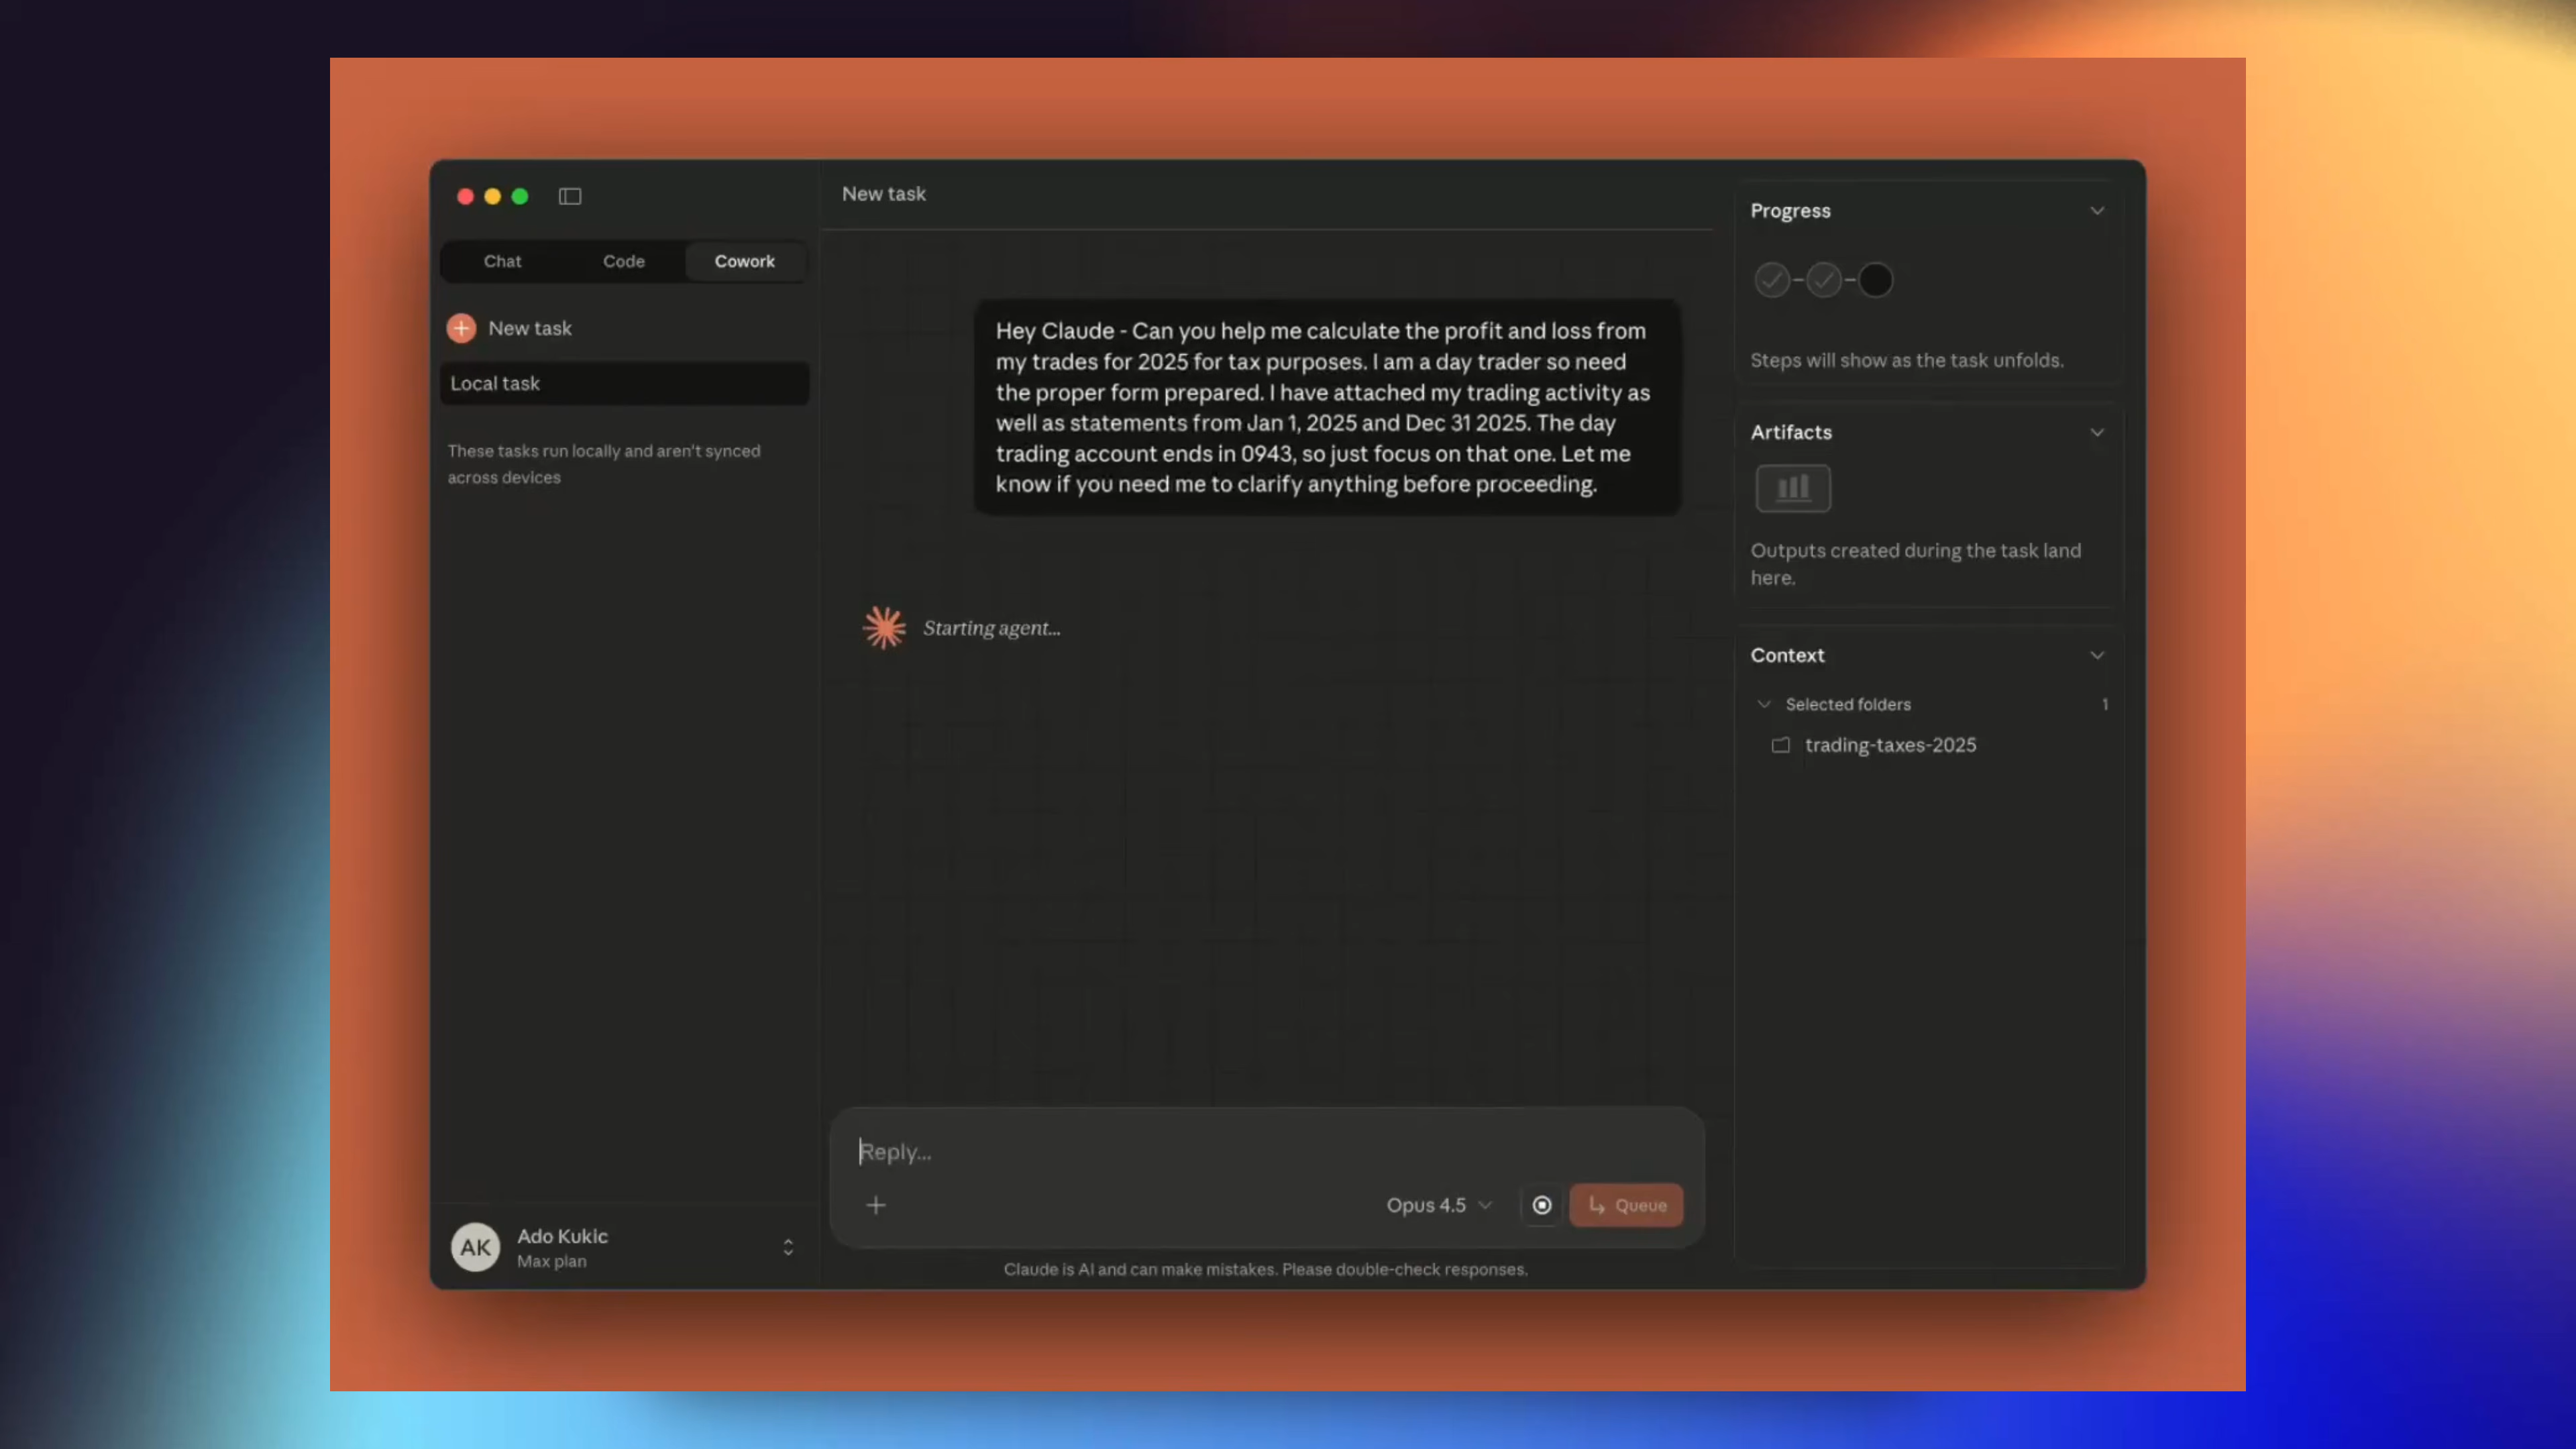 Chat
Code
Cowork
New task
Local task
These tasks run locally and aren't synced
across devices
AK
Ado Kukic
Max plan
New task
Hey Claude - Can you help me calculate the profit and loss from
my trades for 2025 for tax purposes. I am a day trader so need
the proper form prepared. I have attached my trading activity as
well as statements from Jan 1, 2025 and Dec 31 2025. The day
trading account ends in 0943, so just focus on that one. Let me
know if you need me to clarify anything before proceeding.
Starting agent...
Reply...
Opus 4.5
Queue
Claude is AI and can make mistakes. Please double-check responses.
Progress
Steps will show as the task unfolds.
Artifacts
Outputs created during the task land
here.
Context
Selected folders 1
trading-taxes-2025